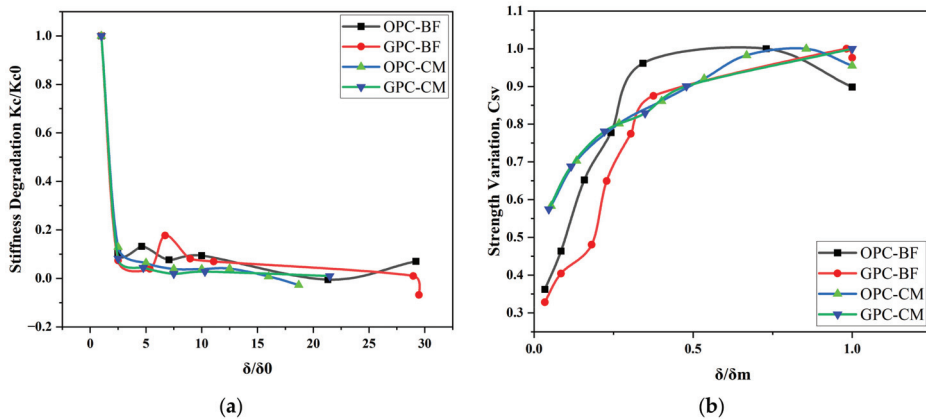 OPC-BF
GPC-BF
OPC-CM
GPC-CM
1.0
0.8
0.6
0.4
0.2
0.0
−0.2
Stiffness Degradation Kc/Kc0
0 5 10 15 20 25 30
δ/δ0
(a)
1.1
1.0
0.9
0.8
0.7
0.6
0.5
0.4
0.3
Strength Variation, Csv
OPC-BF
GPC-BF
OPC-CM
GPC-CM
0.0 0.5 1.0
δ/δm
(b)